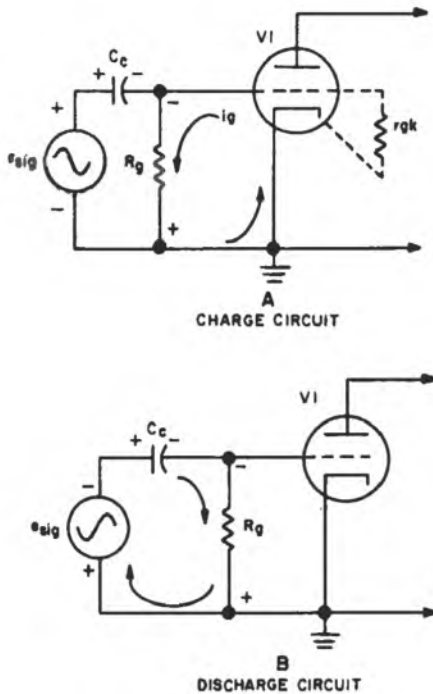 V1
+ Cc -
+
-
esig
-
Rg
ig
rgk
-
+
A
CHARGE CIRCUIT
V1
+ Cc -
-
-
esig
Rg
+
+
B
DISCHARGE CIRCUIT